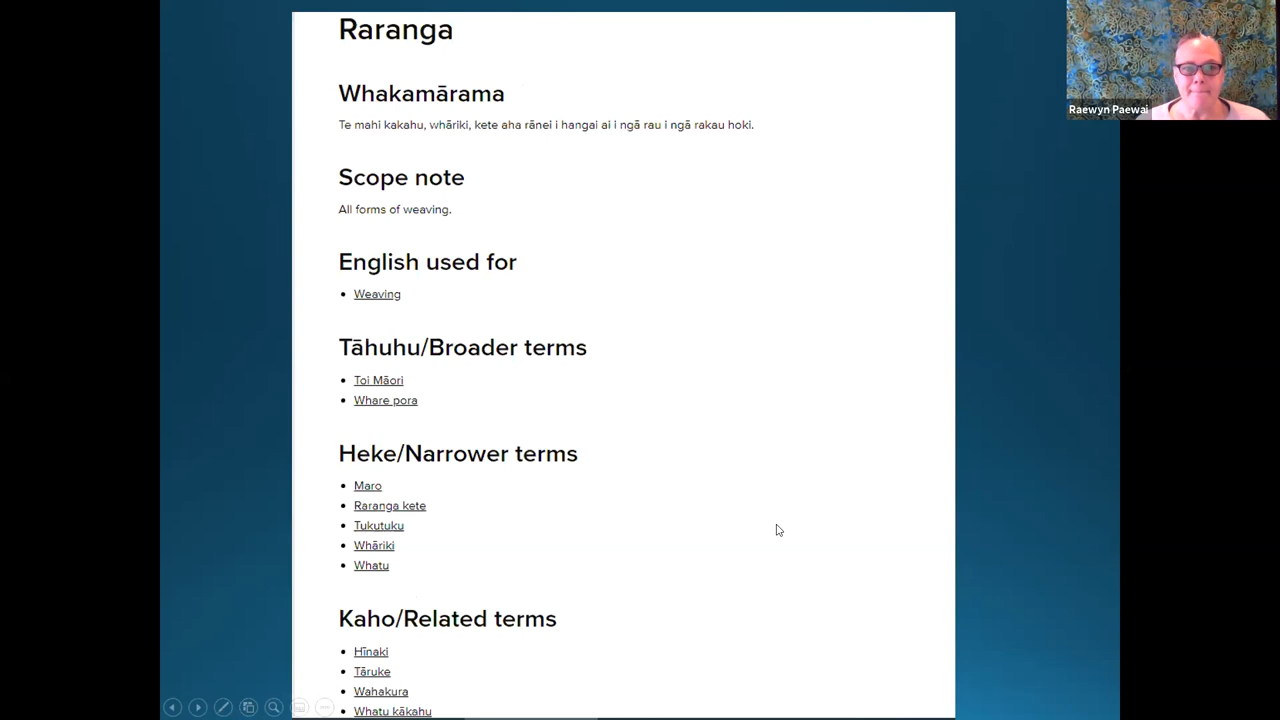 Raranga
Whakamārama
Te mahi kakahu, whāriki, kete aha rānei i hangai ai i ngā rau i ngā rakau hoki.
Scope note
All forms of weaving.
English used for
Weaving
Tāhuhu/Broader terms
Toi Māori
Whare pora
Heke/Narrower terms
Maro
Raranga kete
Tukutuku
Whāriki
Whatu
Kaho/Related terms
Hīnaki
Tāruke
Wahakura
Whatu kākahu
Raewyn Paewai